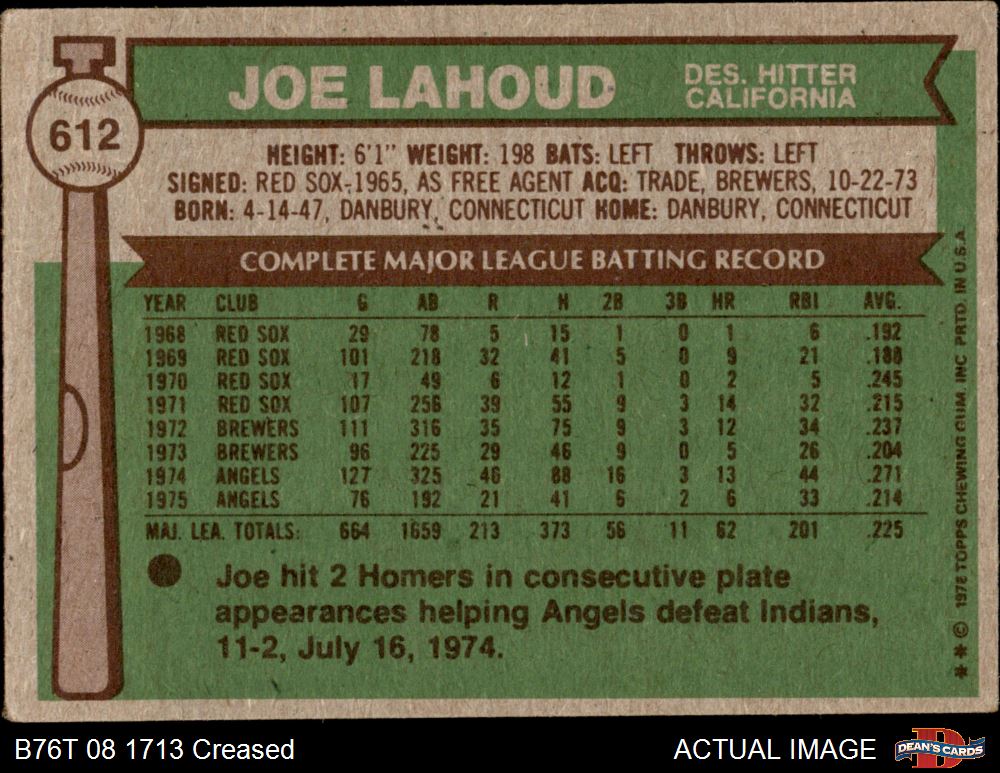 612
JOE LAHOUD
DES. HITTER
CALIFORNIA
HEIGHT: 6'1" WEIGHT: 198 BATS: LEFT THROWS: LEFT
SIGNED: RED SOX-1965, AS FREE AGENT ACQ: TRADE, BREWERS, 10-22-73
BORN: 4-14-47, DANBURY, CONNECTICUT HOME: DANBURY, CONNECTICUT
COMPLETE MAJOR LEAGUE BATTING RECORD
YEAR CLUB G AB R H 2B 3B HR RBI AVG.
1968 RED SOX 29 78 5 15 1 0 1 6 .192
1969 RED SOX 101 218 32 41 5 0 9 21 .188
1970 RED SOX 17 49 6 12 1 0 2 5 .245
1971 RED SOX 107 256 39 55 9 3 14 32 .215
1972 BREWERS 111 316 35 75 9 3 12 34 .237
1973 BREWERS 96 225 29 46 9 0 5 26 .204
1974 ANGELS 127 325 46 88 16 3 13 44 .271
1975 ANGELS 76 192 21 41 6 2 6 33 .214
MAJ. LEA. TOTALS: 664 1659 213 373 56 11 62 201 .225
Joe hit 2 Homers in consecutive plate
appearances helping Angels defeat Indians,
11-2, July 16, 1974.
** © 1976 TOPPS CHEWING GUM, INC PRTD. IN U.S.A.
B76T 08 1713 Creased
ACTUAL IMAGE
D
DEAN'S CARDS